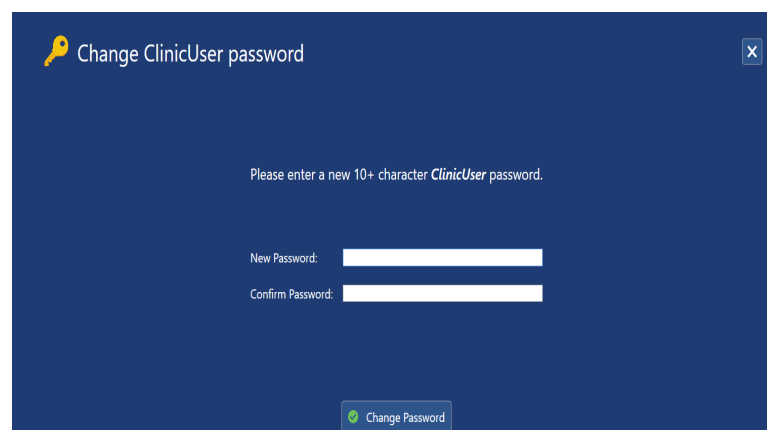 Change ClinicUser password
Please enter a new 10+ character ClinicUser password.
New Password:
Confirm Password:
Change Password